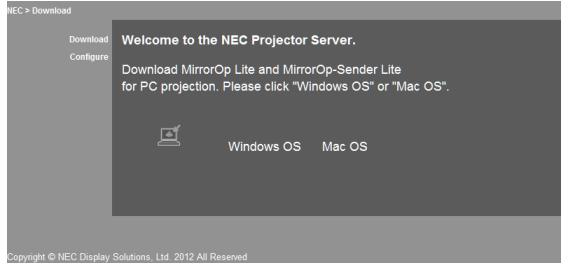 NEC > Download
Download
Configure
Welcome to the NEC Projector Server.
Download MirrorOp Lite and MirrorOp-Sender Lite
for PC projection. Please click "Windows OS" or "Mac OS".
Windows OS Mac OS
Copyright © NEC Display Solutions, Ltd. 2012 All Reserved